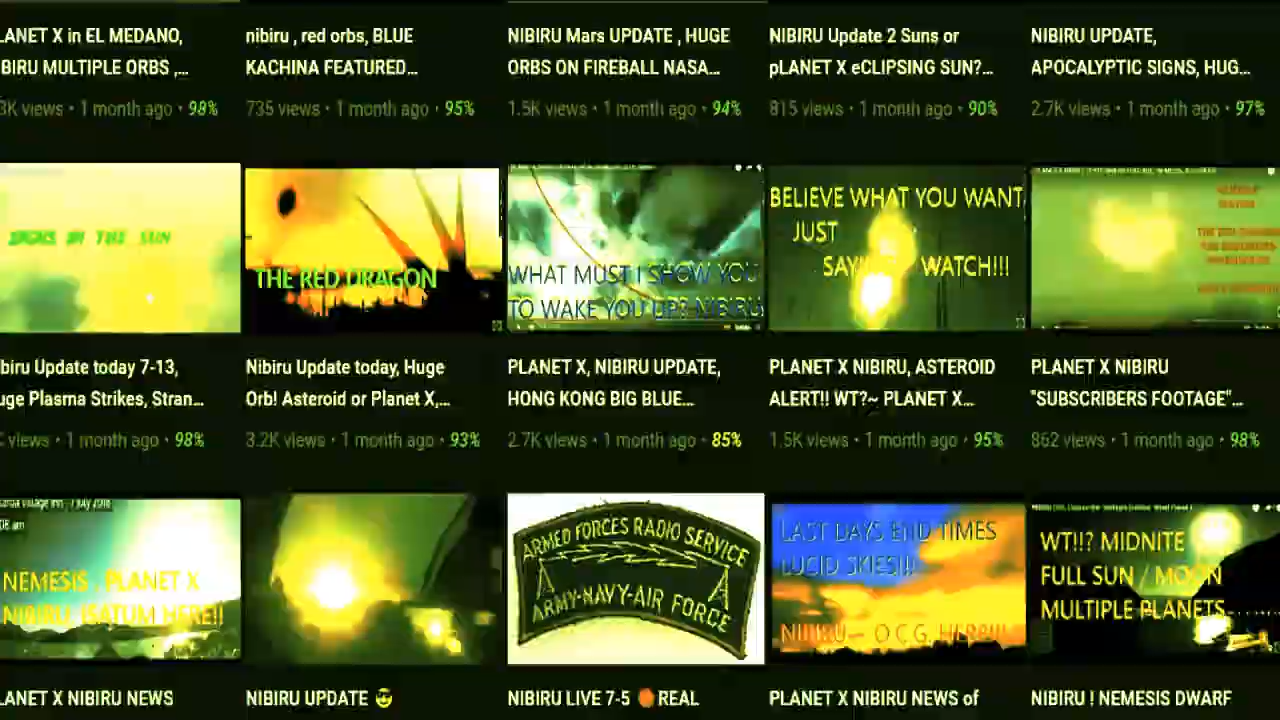 LANET X in EL MEDANO,
BIRU MULTIPLE ORBS ,...
3K views • 1 month ago • 98%
nibiru , red orbs, BLUE
KACHINA FEATURED...
735 views • 1 month ago • 95%
NIBIRU Mars UPDATE , HUGE
ORBS ON FIREBALL NASA...
1.5K views • 1 month ago • 94%
NIBIRU Update 2 Suns or
pLANET X eCLIPSING SUN?...
815 views • 1 month ago • 90%
NIBIRU UPDATE,
APOCALYPTIC SIGNS, HUG...
2.7K views • 1 month ago • 97%
SIGNS IN THE SUN
THE RED DRAGON
WHAT MUST I SHOW YOU
TO WAKE YOU UP? NIBIRU
BELIEVE WHAT YOU WANT
JUST
WATCH!!!
biru Update today 7-13,
uge Plasma Strikes, Stran...
views • 1 month ago • 98%
Nibiru Update today, Huge
Orb! Asteroid or Planet X,...
3.2K views • 1 month ago • 93%
PLANET X, NIBIRU UPDATE,
HONG KONG BIG BLUE...
2.7K views • 1 month ago • 85%
PLANET X NIBIRU, ASTEROID
ALERT!! WT?~ PLANET X...
1.5K views • 1 month ago • 95%
PLANET X NIBIRU
"SUBSCRIBERS FOOTAGE"...
862 views • 1 month ago • 98%
NEMESIS , PLANET X
NIBIRU, ISATUM HERE!!
ARMED FORCES RADIO SERVICE
ARMY-NAVY-AIR FORCE
LAST DAYS END TIMES
LUCID SKIES!!!
NIBIRU— O C G. HERB!!!
WT!!? MIDNITE
FULL SUN / MOON
MULTIPLE PLANETS.......
LANET X NIBIRU NEWS
NIBIRU UPDATE 😎
NIBIRU LIVE 7-5 REAL
PLANET X NIBIRU NEWS of
NIBIRU ! NEMESIS DWARF